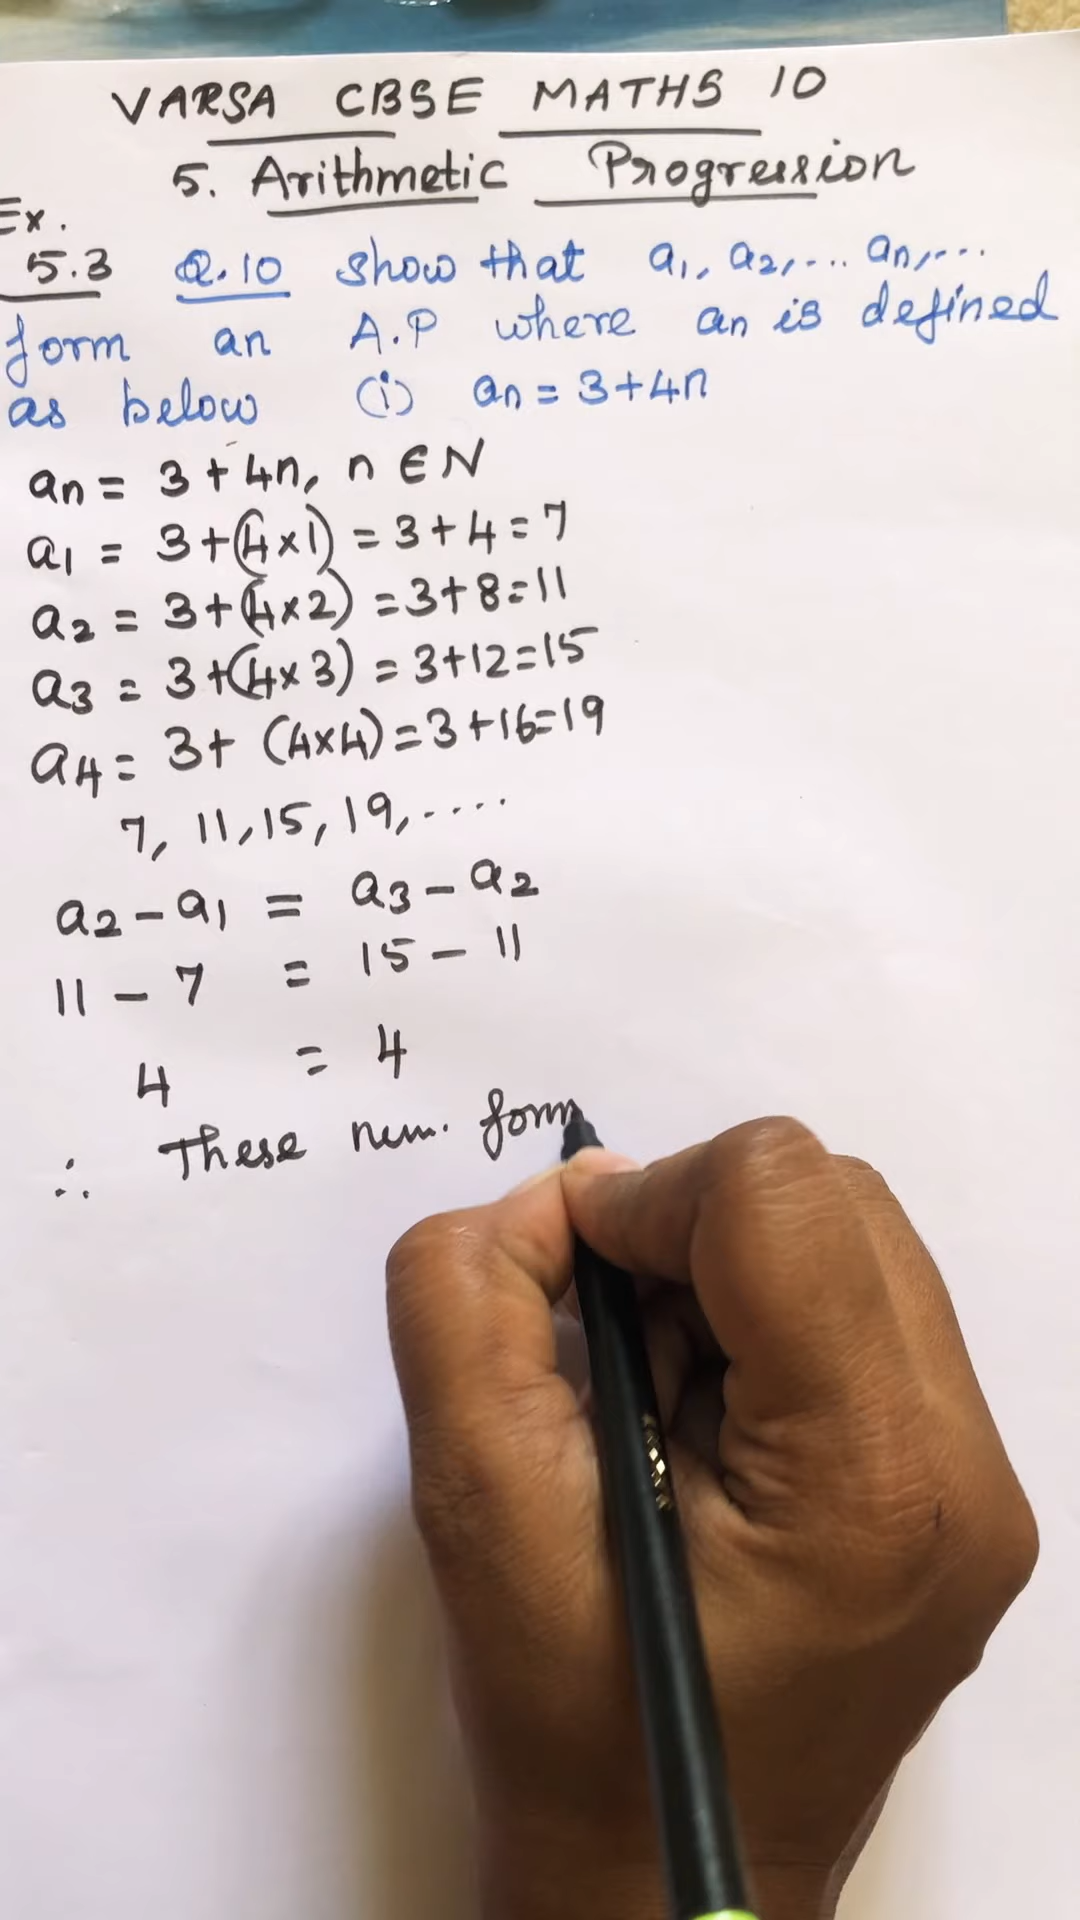 VARSA CBSE MATHS 10
5. Arithmetic Progression
Ex.
5.3 Q.10 show that a₁, a₂,... an,...
form an A.P where an is defined
as below (i) an = 3+4n
an = 3+4n, n ∈ N
a₁ = 3+(4×1) = 3+4=7
a₂ = 3+(4×2) =3+8=11
a₃ = 3+(4×3) = 3+12=15
a₄ = 3+ (4×4)=3+16=19
7, 11, 15, 19,.....
a₂-a₁ = a₃-a₂
11 - 7 = 15 - 11
4 = 4
∴ These num. form